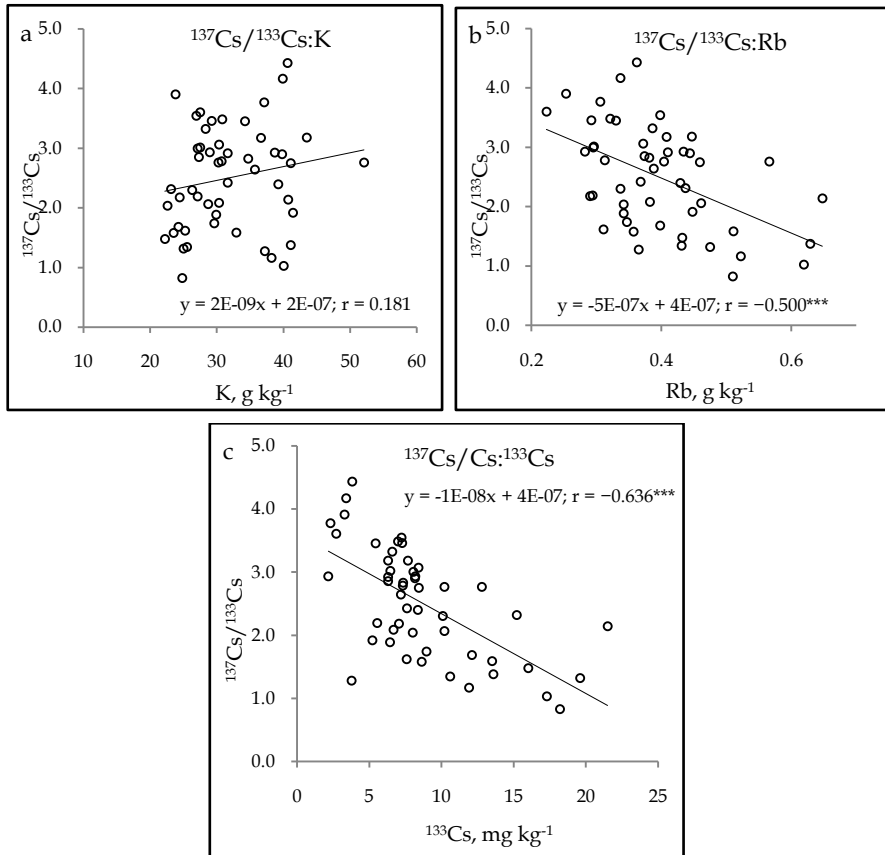 a
¹³⁷Cs/¹³³Cs:K
5.0
4.0
3.0
2.0
1.0
0.0
¹³⁷Cs/¹³³Cs
y = 2E-09x + 2E-07; r = 0.181
10 20 30 40 50 60
K, g kg⁻¹
b
¹³⁷Cs/¹³³Cs:Rb
5.0
4.0
3.0
2.0
1.0
0.0
¹³⁷Cs/¹³³Cs
y = -5E-07x + 4E-07; r = −0.500***
0.2 0.4 0.6
Rb, g kg⁻¹
c
¹³⁷Cs/Cs:¹³³Cs
y = -1E-08x + 4E-07; r = −0.636***
5.0
4.0
3.0
2.0
1.0
0.0
¹³⁷Cs/¹³³Cs
0 5 10 15 20 25
¹³³Cs, mg kg⁻¹